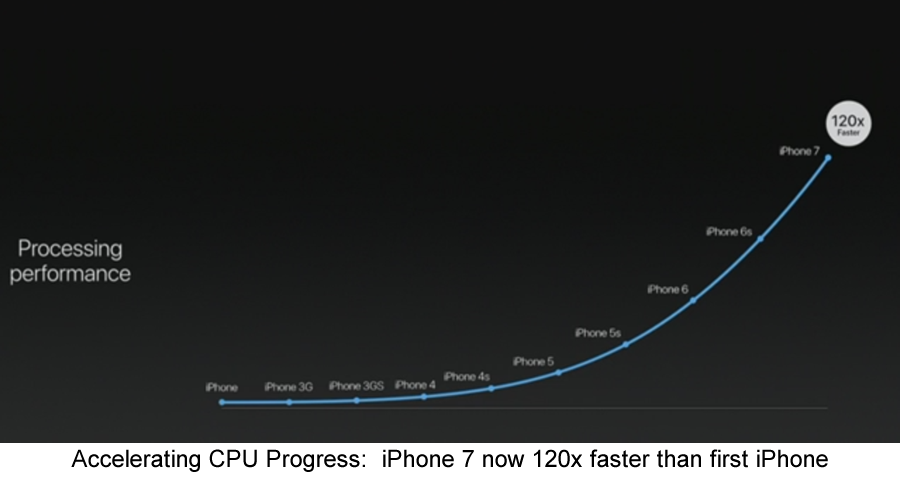 120x
Faster
iPhone 7
iPhone 6s
Processing
performance
iPhone 6
iPhone 5s
iPhone 5
iPhone 4s
iPhone
iPhone 3G
iPhone 3GS
iPhone 4
Accelerating CPU Progress:  iPhone 7 now 120x faster than first iPhone